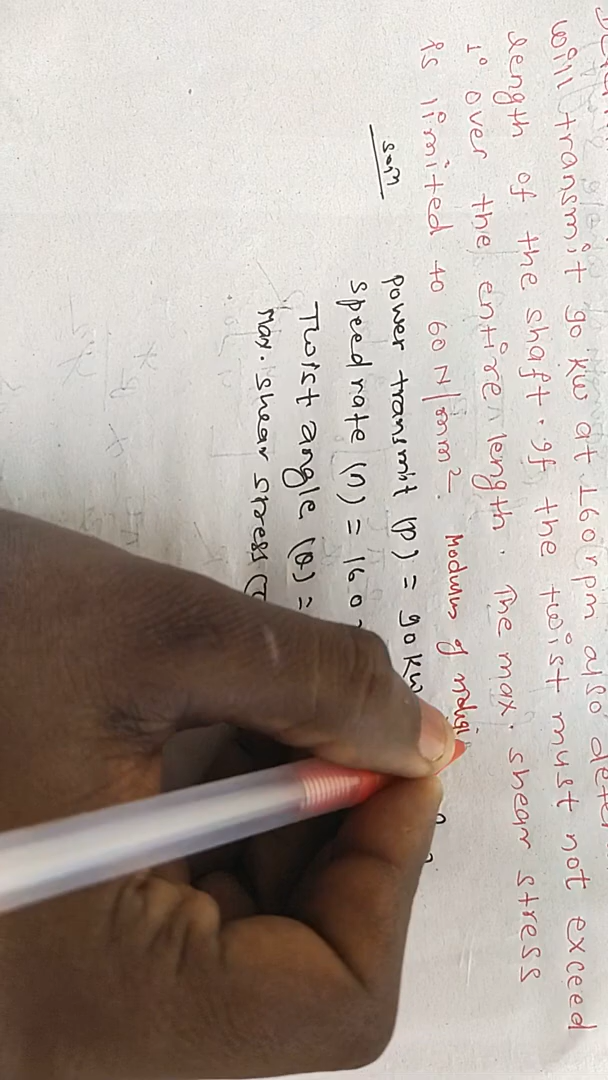 will transmit 90 kw at 160 rpm also
length of the shaft. If the twist must not exceed
1° over the entire length. The max. shear stress
is limited to 60 N/mm². Modulus of
soln
power transmit (P) = 90 kw
speed rate (n) = 160
Twist angle (θ) =
Max. shear stress (